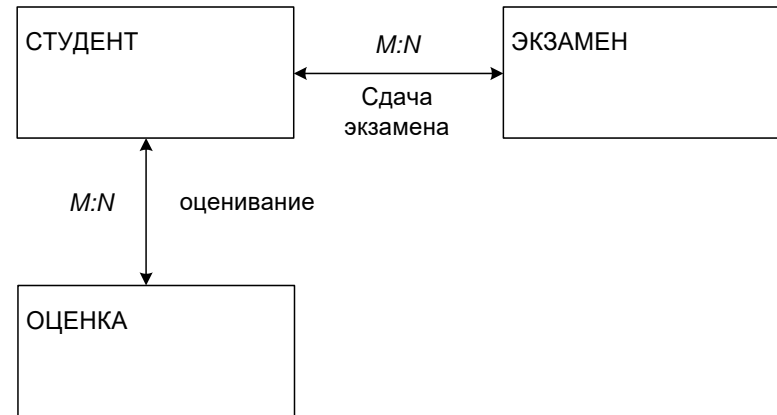 СТУДЕНТ
M:N
ЭКЗАМЕН
Сдача
экзамена
M:N
оценивание
ОЦЕНКА